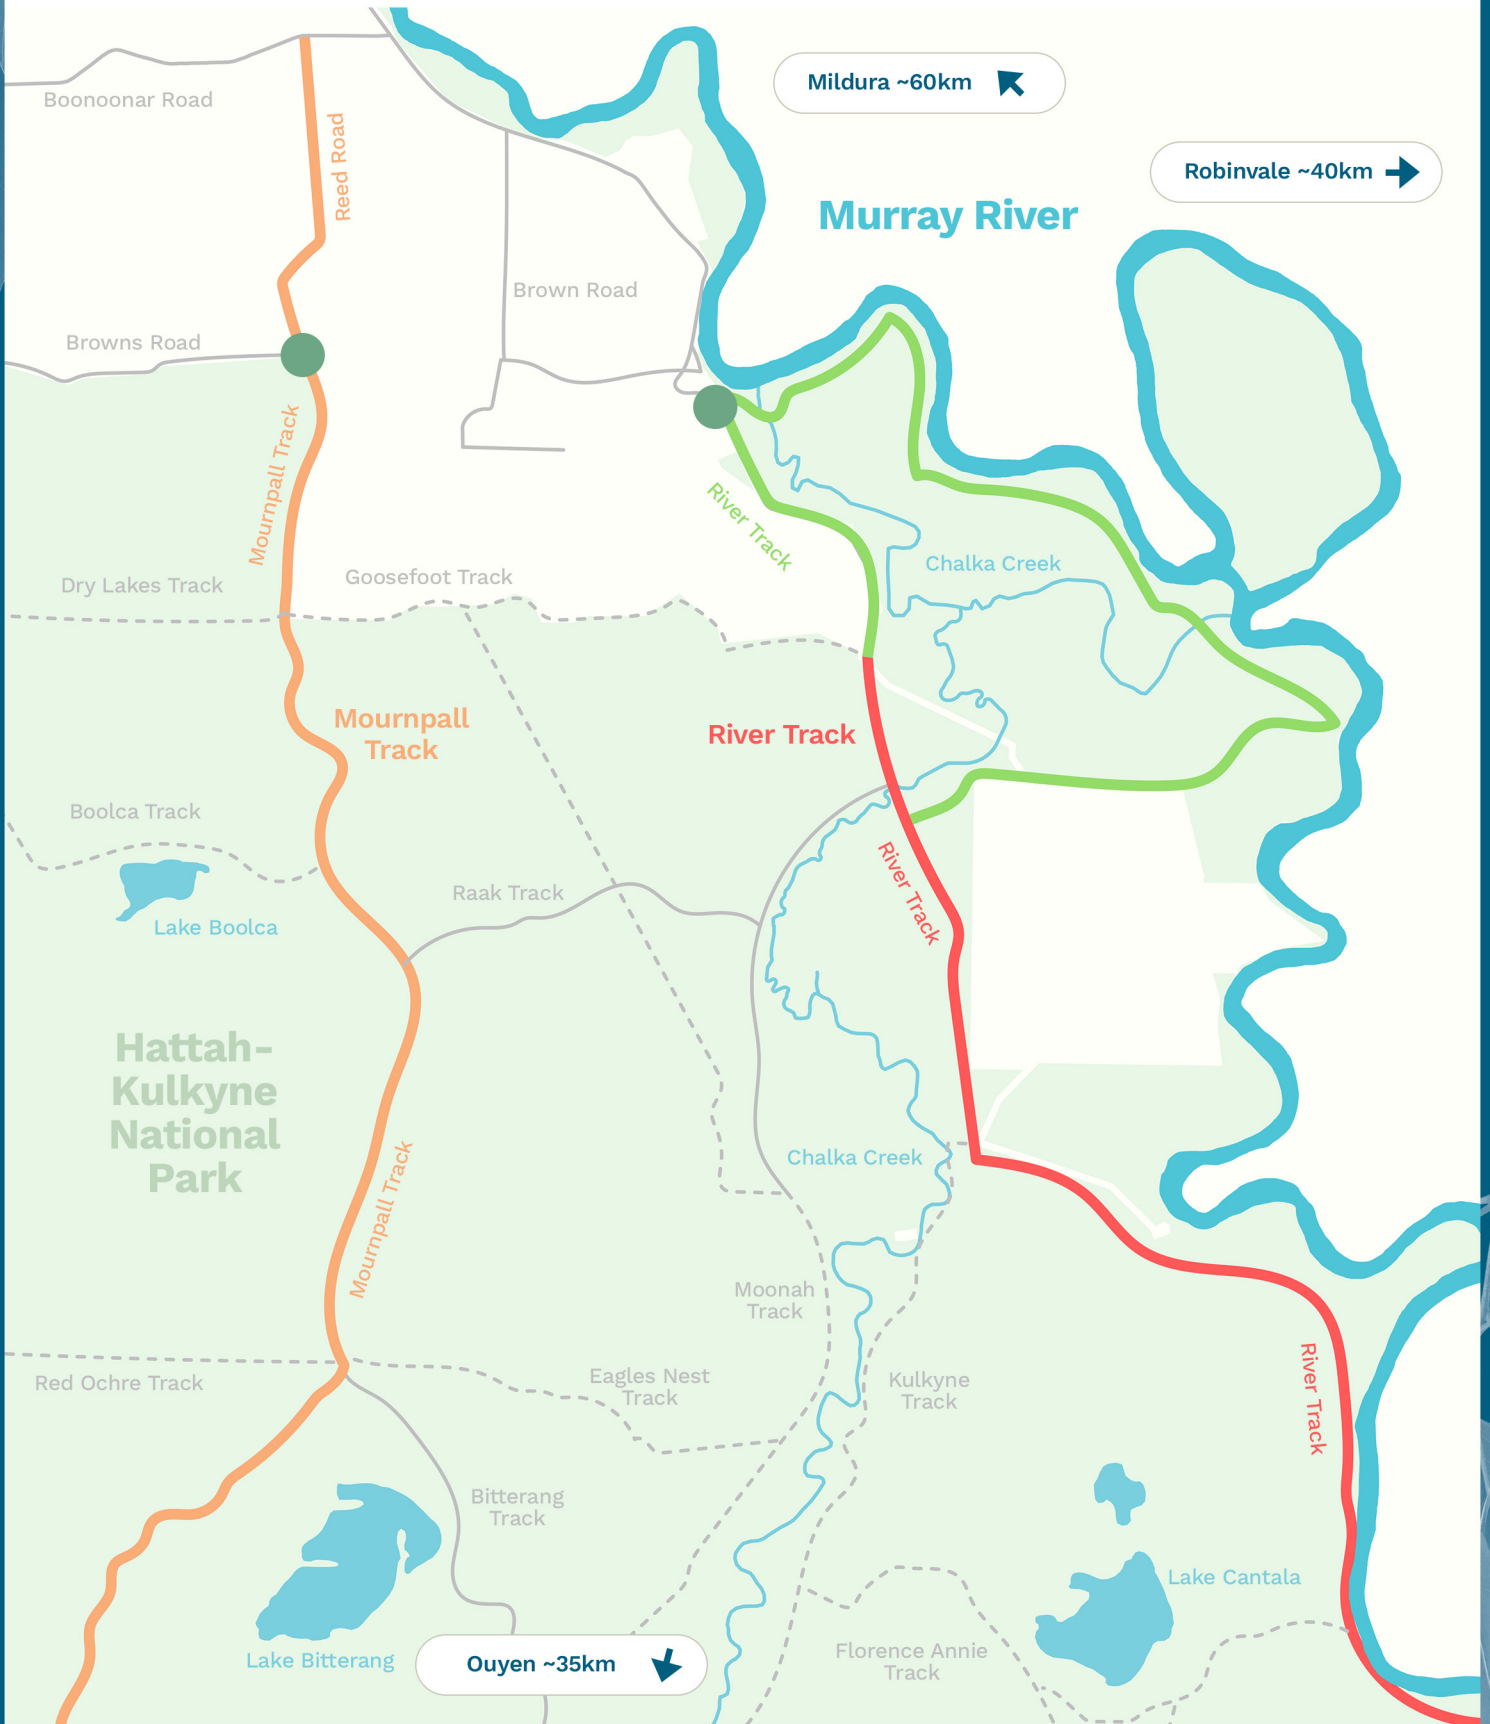 Mildura ~60km
Boonoonar Road
Reed Road
Robinvale ~40km
Murray River
Brown Road
Browns Road
Mournpall Track
River Track
Chalka Creek
Dry Lakes Track
Goosefoot Track
Mournpall
Track
River Track
Boolca Track
River Track
Raak Track
Lake Boolca
Hattah-
Kulkyne
National
Park
Chalka Creek
Mournpall Track
Moonah
Track
River Track
Eagles Nest
Track
Kulkyne
Track
Red Ochre Track
Bitterang
Track
Lake Cantala
Lake Bitterang
Ouyen ~35km
Florence Annie
Track